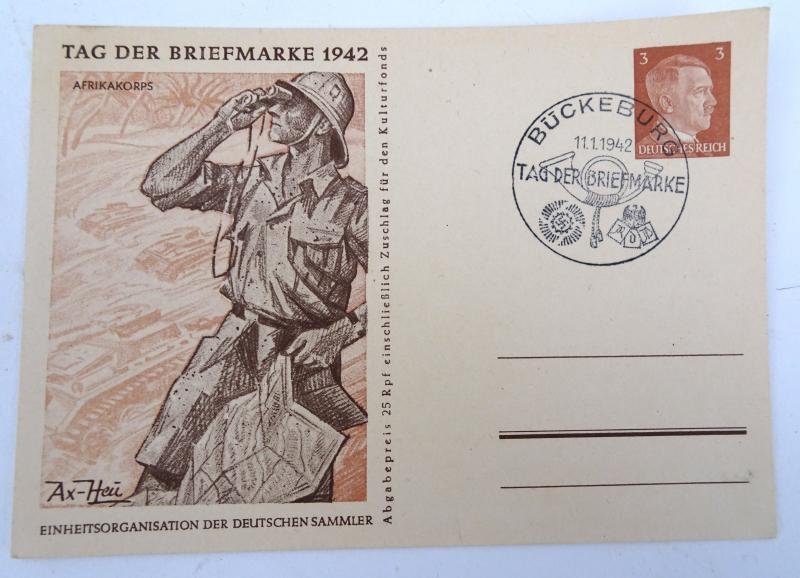 TAG DER BRIEFMARKE 1942
AFRIKAKORPS
Ax-Heu
EINHEITSORGANISATION DER DEUTSCHEN SAMMLER
Abgabepreis 25 Rpf einschließlich Zuschlag für den Kulturfonds
3 3
DEUTSCHES REICH
BÜCKEBURG
11.1.1942
TAG DER BRIEFMARKE